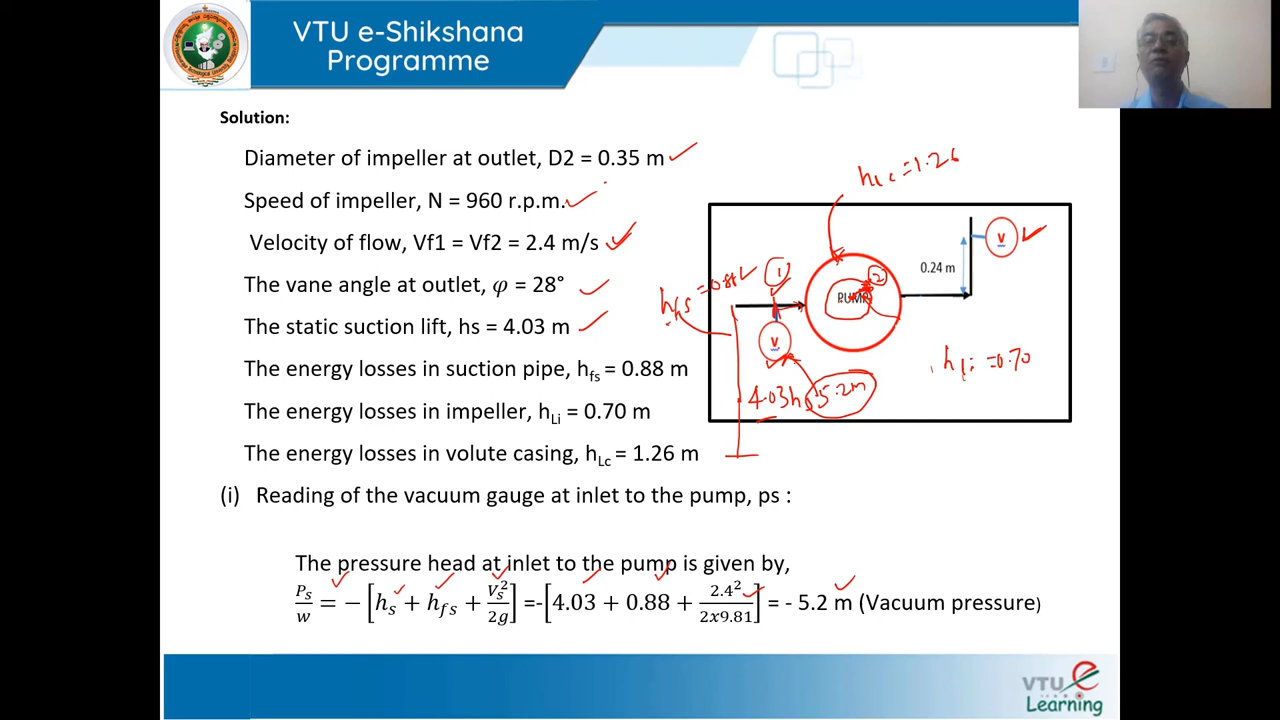 VTU e-Shikshana
Programme
Solution:
Diameter of impeller at outlet, D2 = 0.35 m
Speed of impeller, N = 960 r.p.m.
Velocity of flow, Vf1 = Vf2 = 2.4 m/s
The vane angle at outlet, φ = 28°
The static suction lift, hs = 4.03 m
The energy losses in suction pipe, hfs = 0.88 m
The energy losses in impeller, hLi = 0.70 m
The energy losses in volute casing, hLc = 1.26 m
hLc = 1.26
V
0.24 m
1
2
PUMP
V
4.03
5.2m
hLi = 0.70
(i) Reading of the vacuum gauge at inlet to the pump, ps :
The pressure head at inlet to the pump is given by,
Ps/w = − [hs + hfs + Vs²/2g] =-[4.03 + 0.88 + 2.4²/2x9.81] = - 5.2 m (Vacuum pressure)
VTU e
Learning